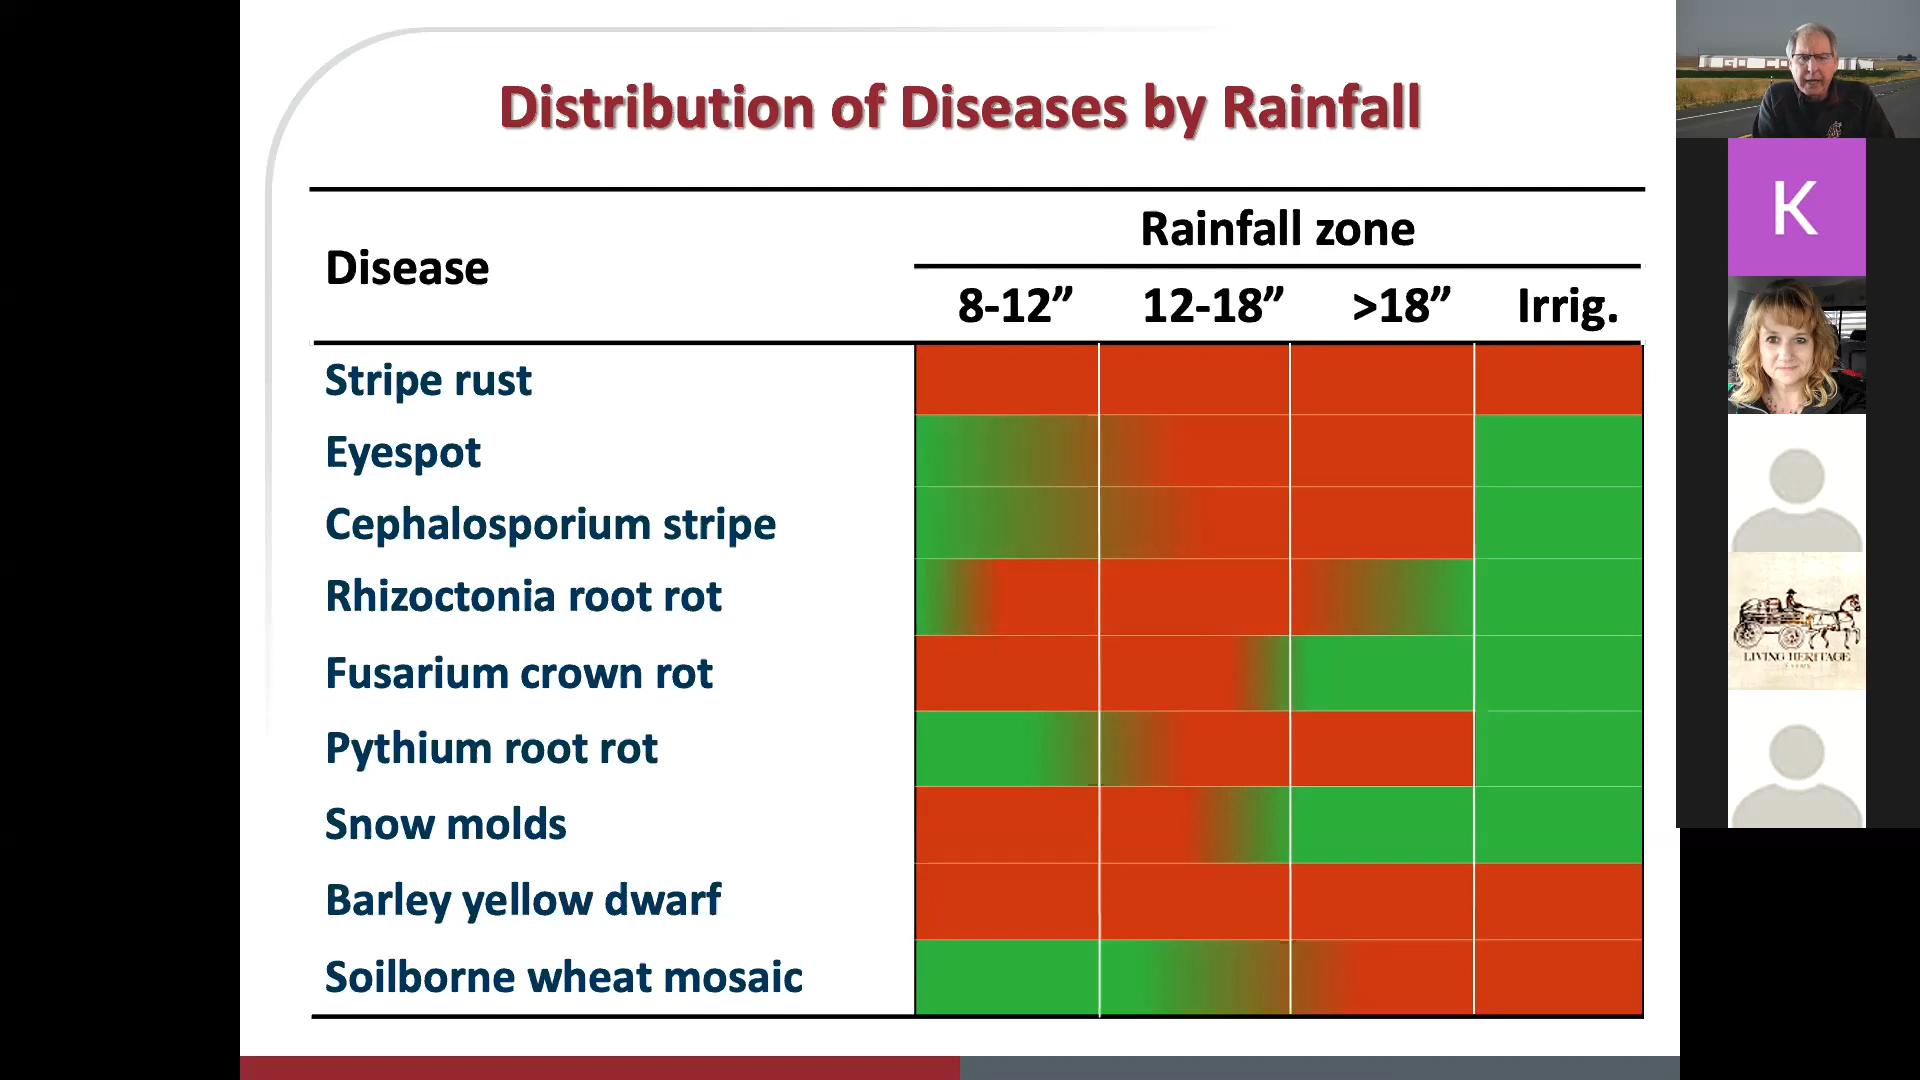 Distribution of Diseases by Rainfall
Disease
Rainfall zone
8-12”
12-18”
>18”
Irrig.
Stripe rust
Eyespot
Cephalosporium stripe
Rhizoctonia root rot
Fusarium crown rot
Pythium root rot
Snow molds
Barley yellow dwarf
Soilborne wheat mosaic
K
LIVING HERITAGE